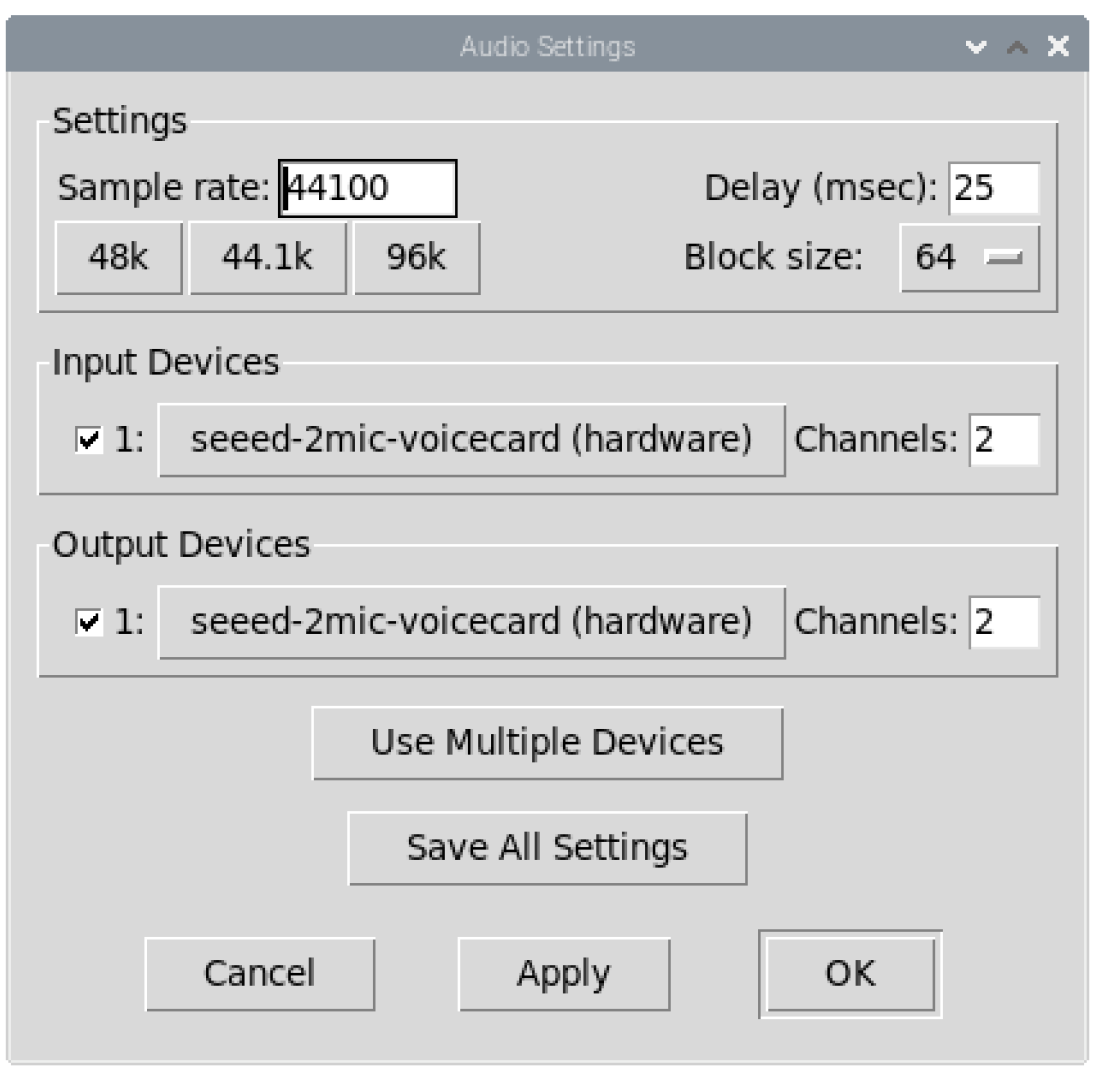 Audio Settings
Settings
Sample rate: 44100 Delay (msec): 25
48k 44.1k 96k Block size: 64
Input Devices
1: seeed-2mic-voicecard (hardware) Channels: 2
Output Devices
1: seeed-2mic-voicecard (hardware) Channels: 2
Use Multiple Devices
Save All Settings
Cancel Apply OK